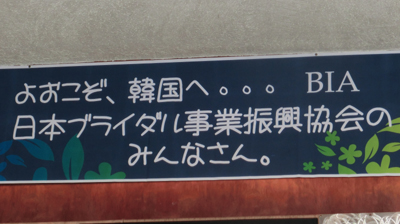 よおこぞ、韓国へ。。。 BIA
日本ブライダル事業振興協会の
みんなさん。